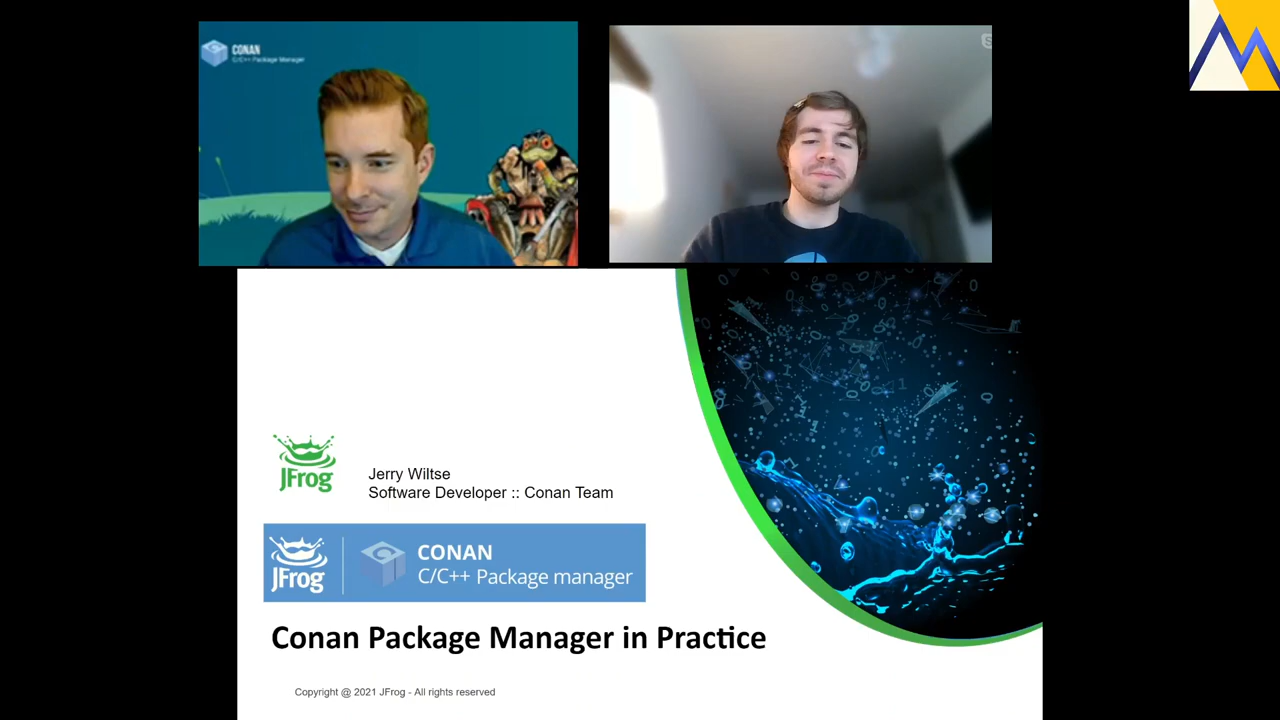 CONAN
C/C++ Package Manager
JFrog
Jerry Wiltse
Software Developer :: Conan Team
JFrog
CONAN
C/C++ Package manager
Conan Package Manager in Practice
Copyright @ 2021 JFrog - All rights reserved